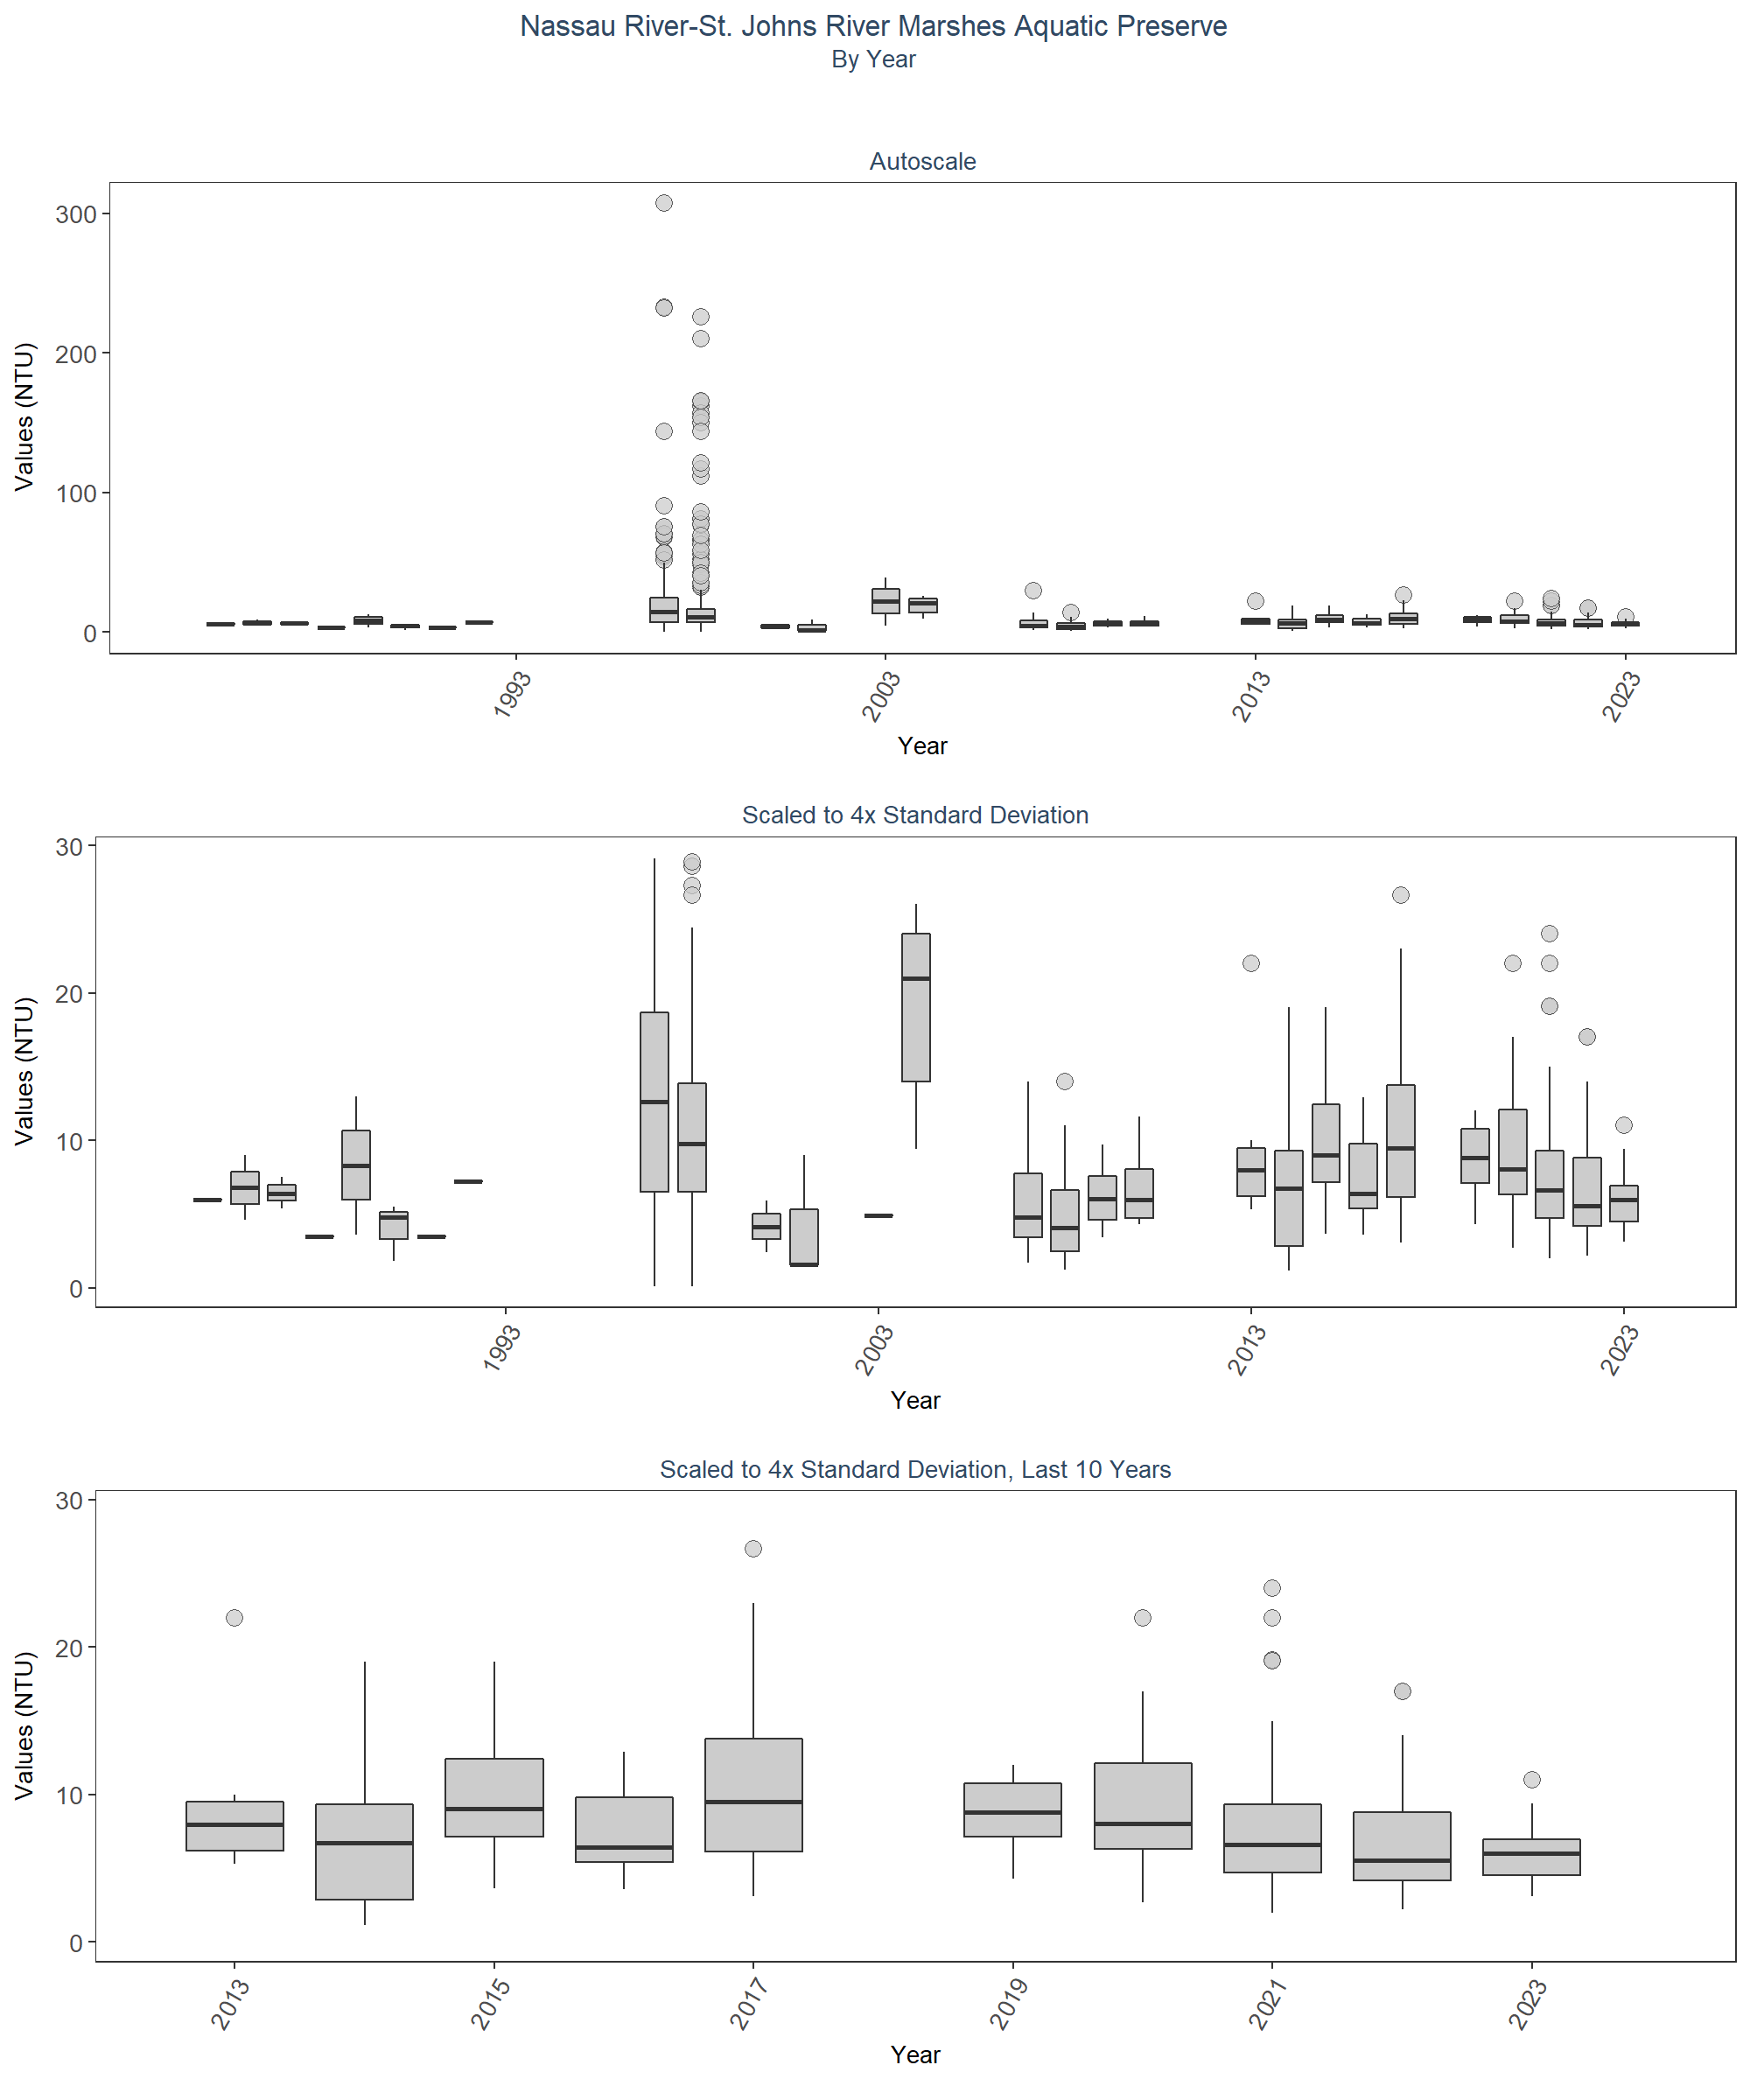 Nassau River-St. Johns River Marshes Aquatic Preserve
By Year
Autoscale
Values (NTU)
300
200
100
0
1993
2003
2013
2023
Year
Scaled to 4x Standard Deviation
Values (NTU)
30
20
10
0
1993
2003
2013
2023
Year
Scaled to 4x Standard Deviation, Last 10 Years
Values (NTU)
30
20
10
0
2013
2015
2017
2019
2021
2023
Year